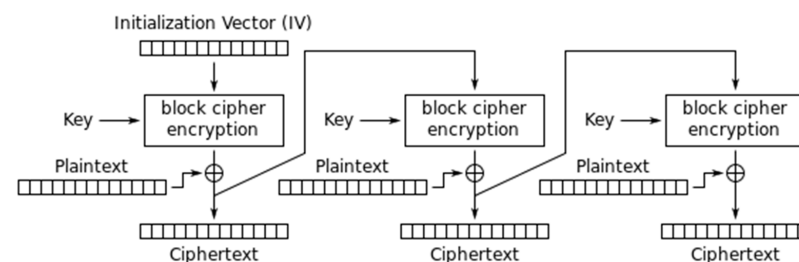 Initialization Vector (IV)
Key
block cipher
encryption
Key
block cipher
encryption
Key
block cipher
encryption
Plaintext
Plaintext
Plaintext
Ciphertext
Ciphertext
Ciphertext